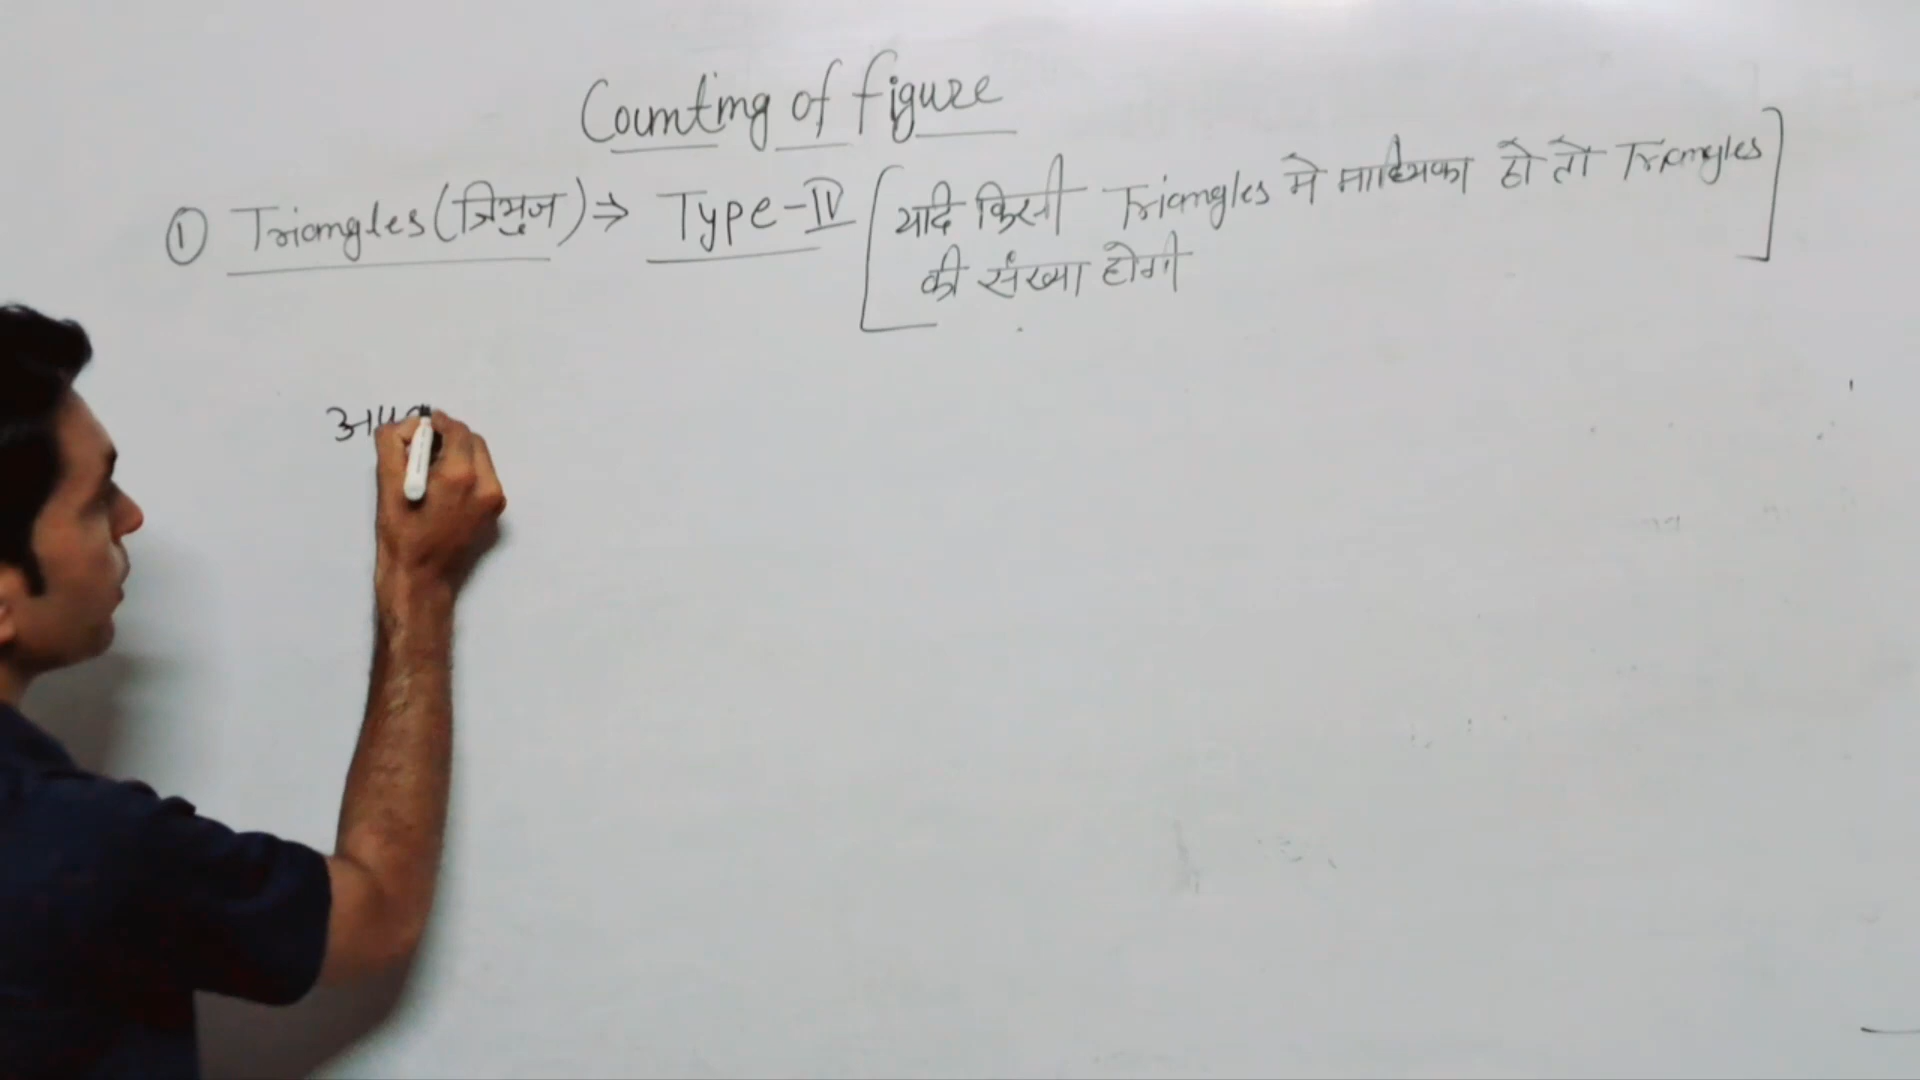 Counting of figure
① Triangles (त्रिभुज) ⇒ Type-IV [यदि किसी Triangles मे माध्यिका हो तो Triangles
की संख्या होगी]